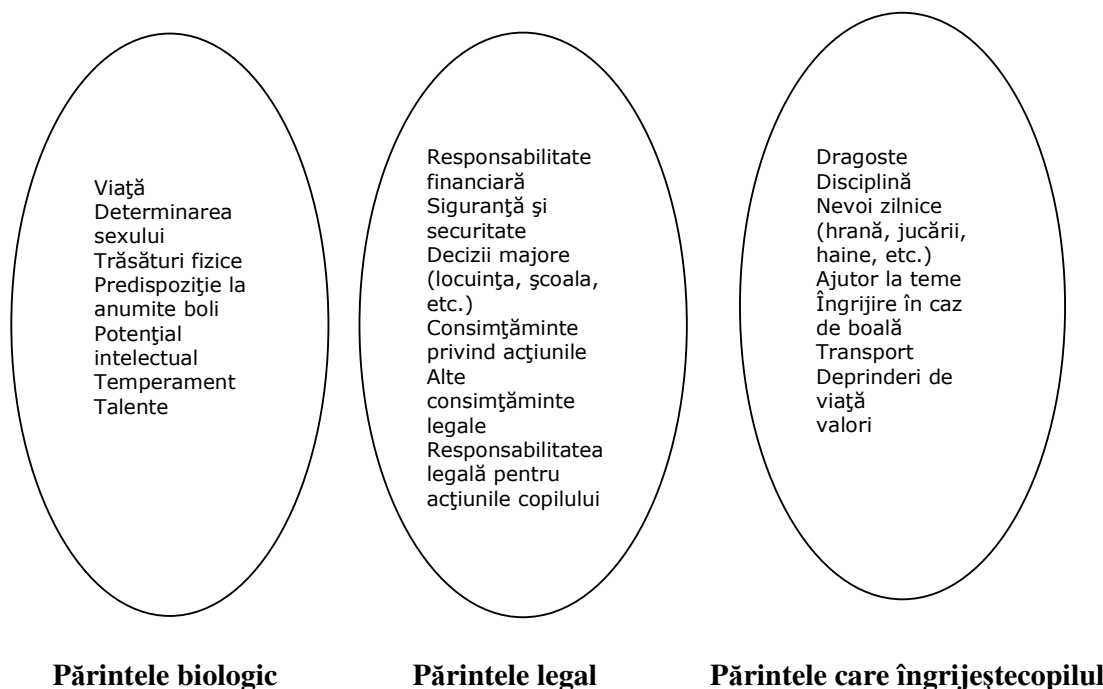 Viaţă
Determinarea
sexului
Trăsături fizice
Predispoziţie la
anumite boli
Potenţial
intelectual
Temperament
Talente
Responsabilitate
financiară
Siguranţă şi
securitate
Decizii majore
(locuinţa, şcoala,
etc.)
Consimţăminte
privind acţiunile
Alte
consimţăminte
legale
Responsabilitatea
legală pentru
acţiunile copilului
Dragoste
Disciplină
Nevoi zilnice
(hrană, jucării,
haine, etc.)
Ajutor la teme
Îngrijire în caz
de boală
Transport
Deprinderi de
viaţă
valori
Părintele biologic
Părintele legal
Părintele care îngrijeştecopilul